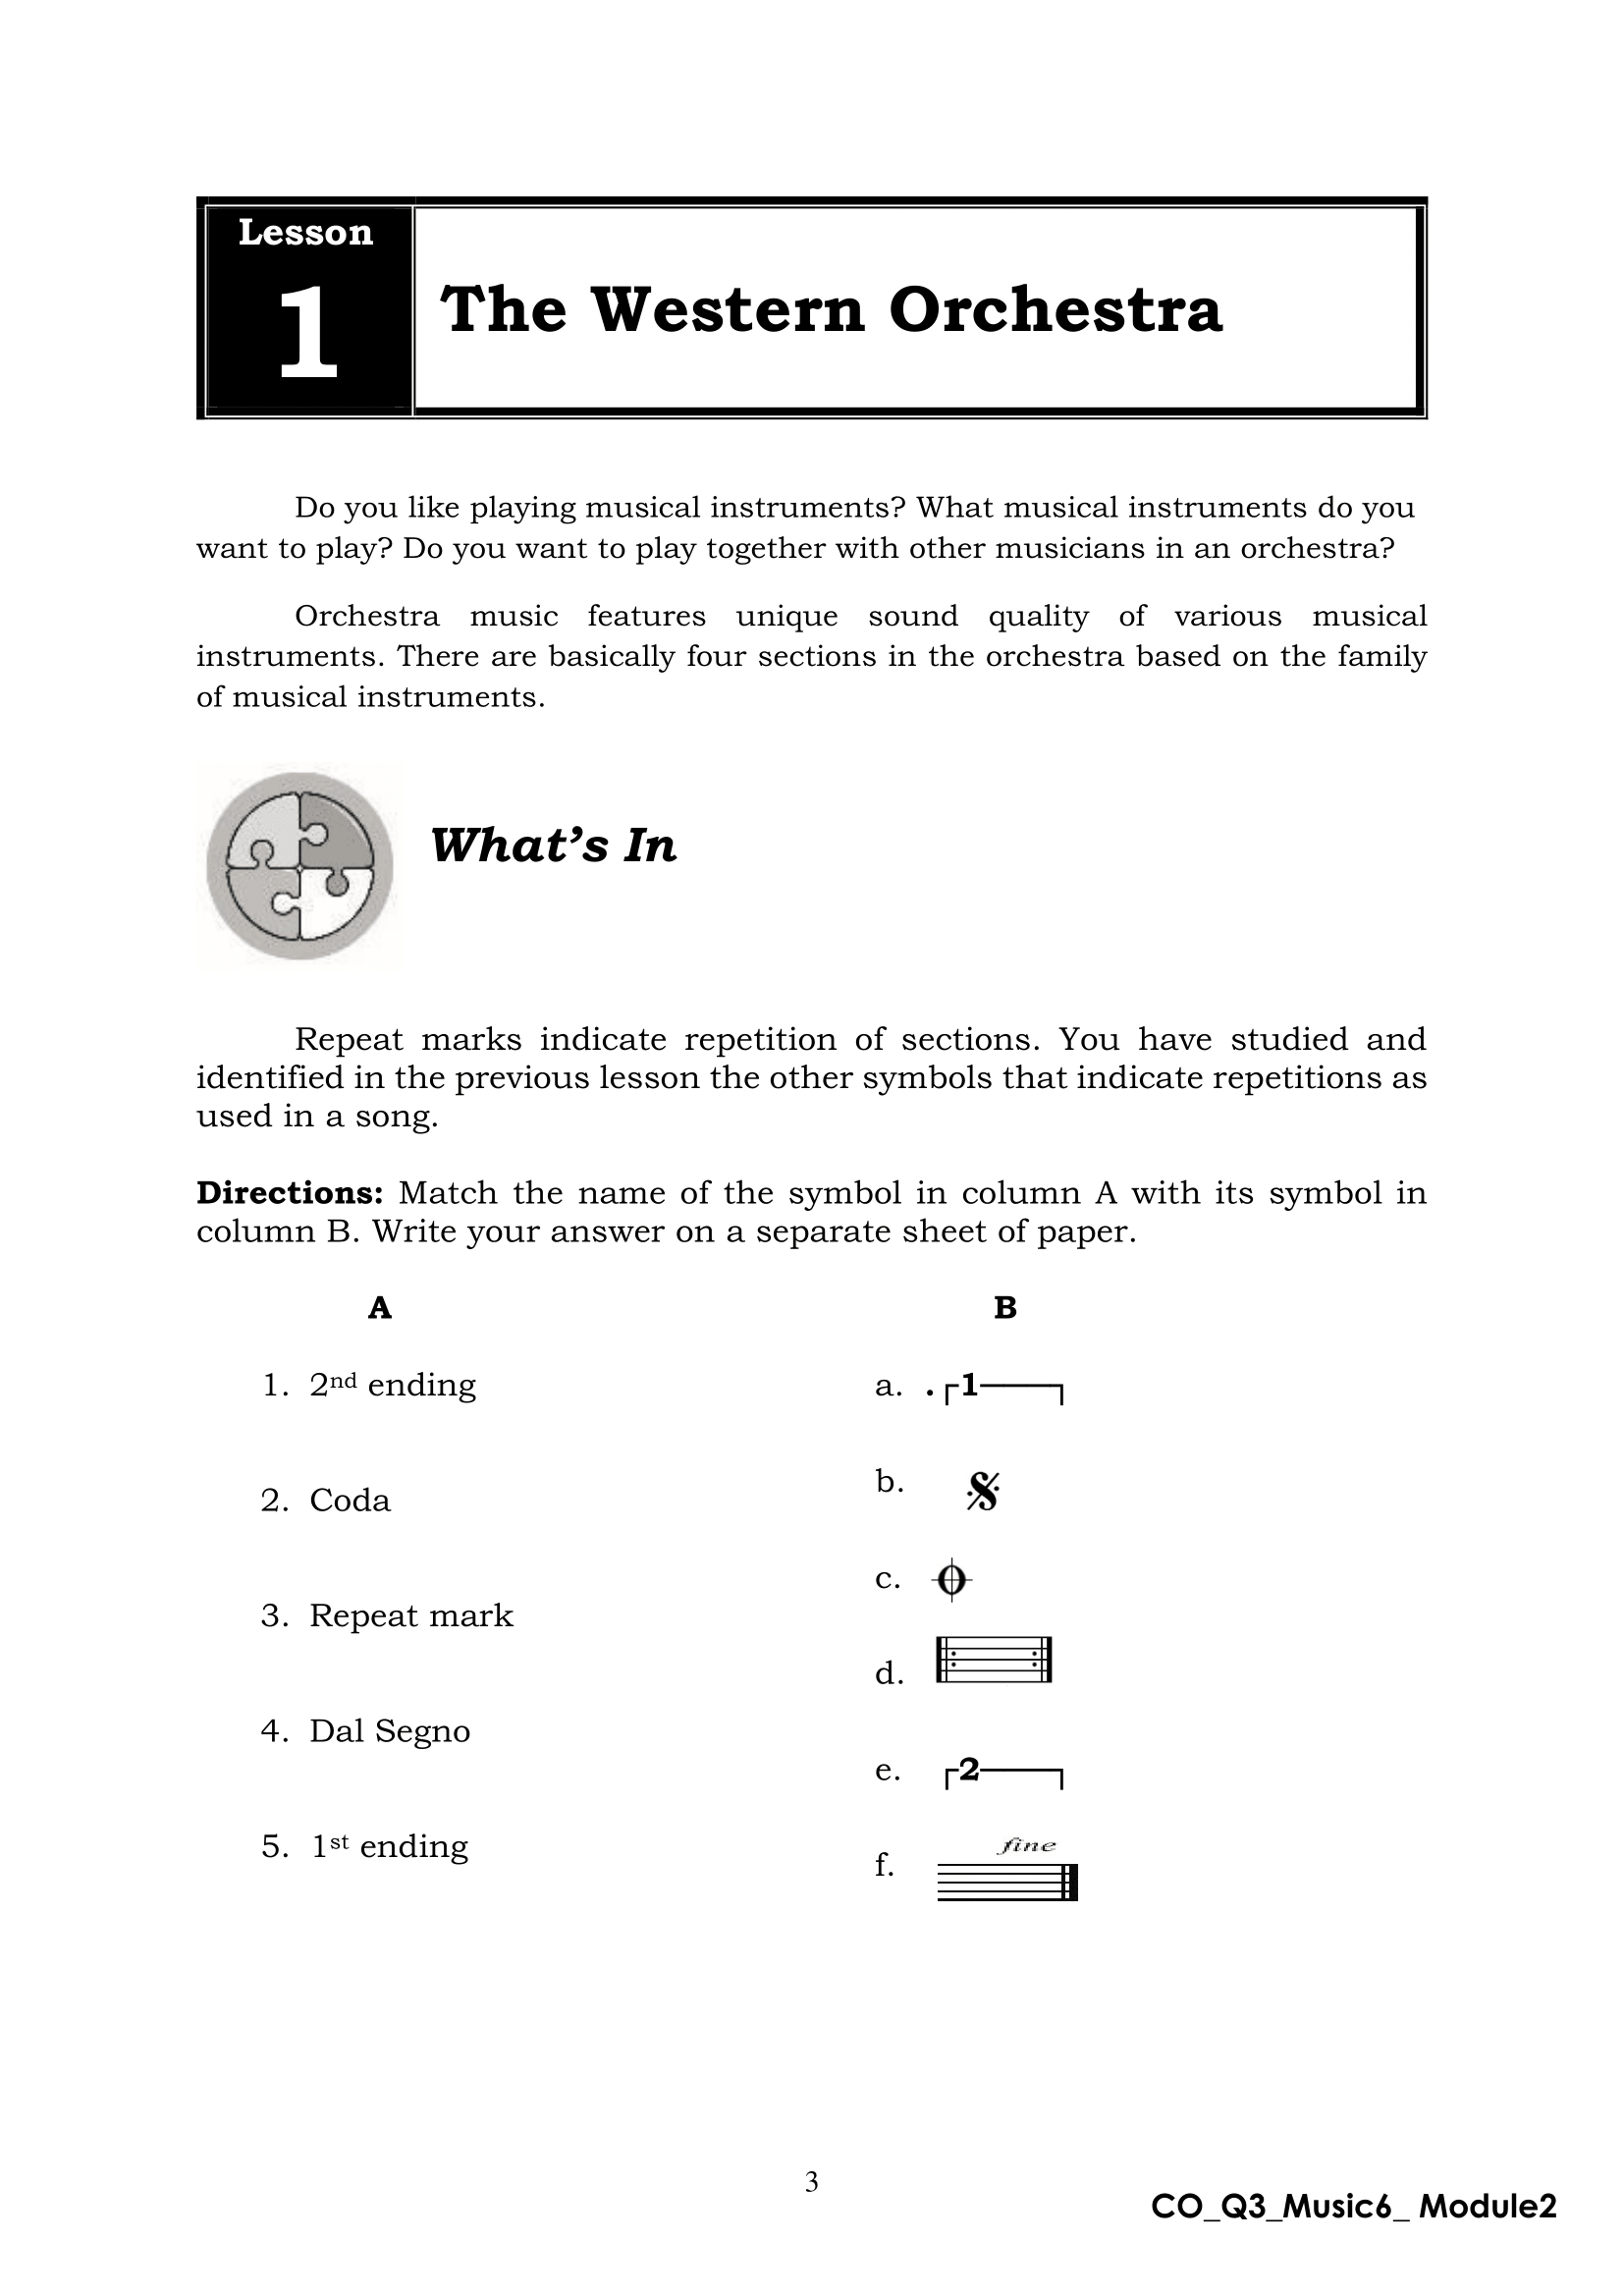 Lesson
1
The Western Orchestra
Do you like playing musical instruments? What musical instruments do you
want to play? Do you want to play together with other musicians in an orchestra?
Orchestra music features unique sound quality of various musical
instruments. There are basically four sections in the orchestra based on the family
of musical instruments.
What's In
Repeat marks indicate repetition of sections. You have studied and
identified in the previous lesson the other symbols that indicate repetitions as
used in a song.
Directions: Match the name of the symbol in column A with its symbol in
column B. Write your answer on a separate sheet of paper.
A
B
1. 2nd ending
a. . 1
b.
2. Coda
c.
3. Repeat mark
d.
4. Dal Segno
e. 2
5. 1st ending
fine
f.
3
CO_Q3_Music6_ Module2